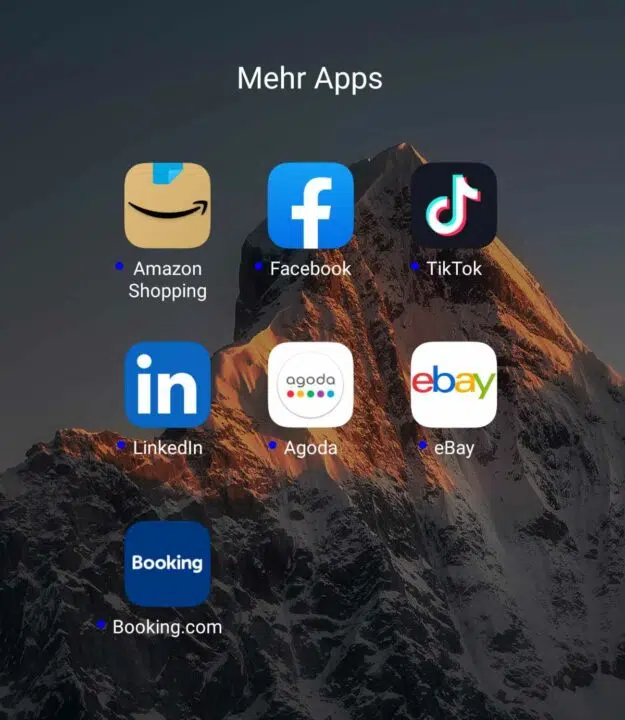 Mehr Apps
Amazon
Shopping
Facebook
TikTok
in
LinkedIn
agoda
Agoda
ebay
eBay
Booking
Booking.com